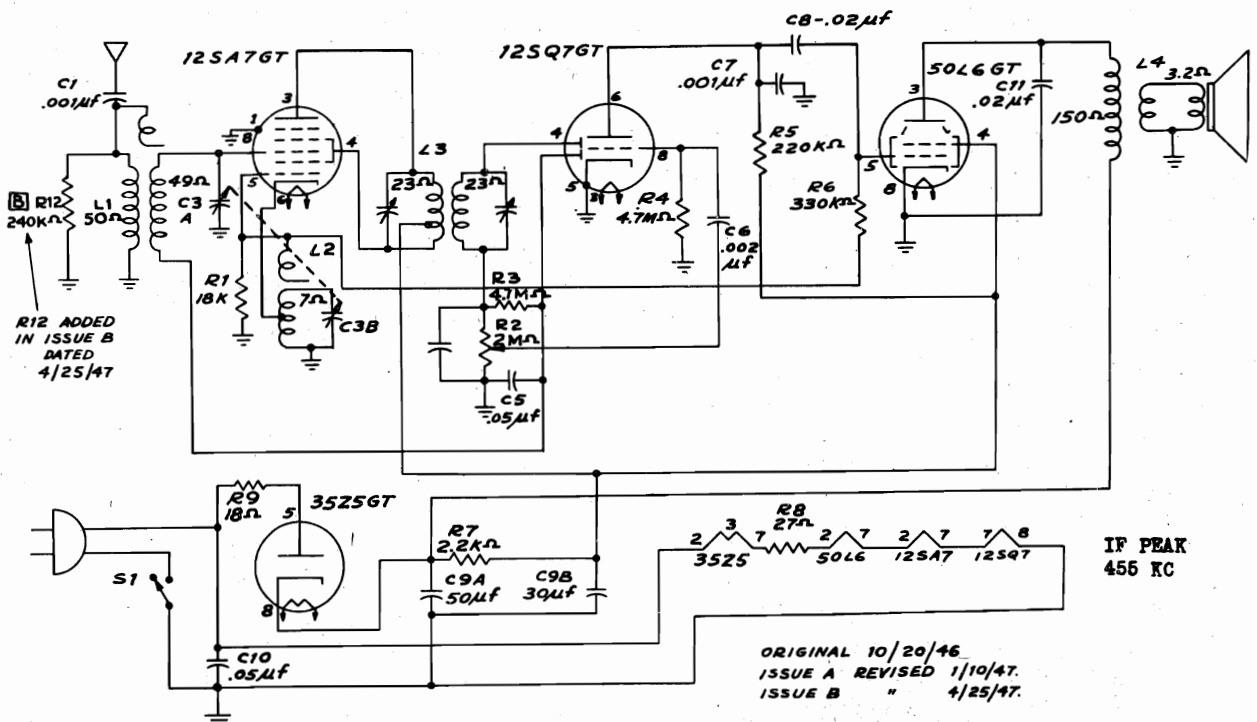 12SA7GT
12SQ7GT
50L6GT
C1
.001µf
3
1
8
4
5
6
L3
23Ω
23Ω
B R12
240KΩ
L1
50Ω
49Ω
C3
A
R1
18K
L2
7Ω
C3B
R12 ADDED
IN ISSUE B
DATED
4/25/47
6
4
8
5
3
R4
4.7MΩ
C6
.002
µf
R3
4.7MΩ
R2
2MΩ
C5
.05µf
C8-.02µf
C7
.001µf
R5
220KΩ
R6
330KΩ
3
4
5
8
C11
.02µf
150Ω
L4
3.2Ω
S1
R9
18Ω
35Z5GT
5
8
C10
.05µf
R7
2.2KΩ
C9A
50µf
C9B
30µf
2 3 7
35Z5
R8
27Ω
2 7
50L6
2 7
12SA7
7 8
12SQ7
IF PEAK
455 KC
ORIGINAL 10/20/46
ISSUE A REVISED 1/10/47.
ISSUE B " 4/25/47.